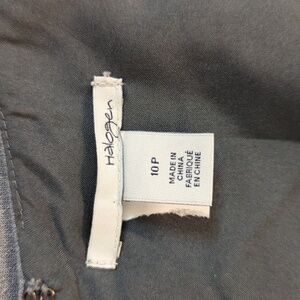 Halogen
10 P
MADE IN
CHINA
FABRIQUÉ
EN CHINE